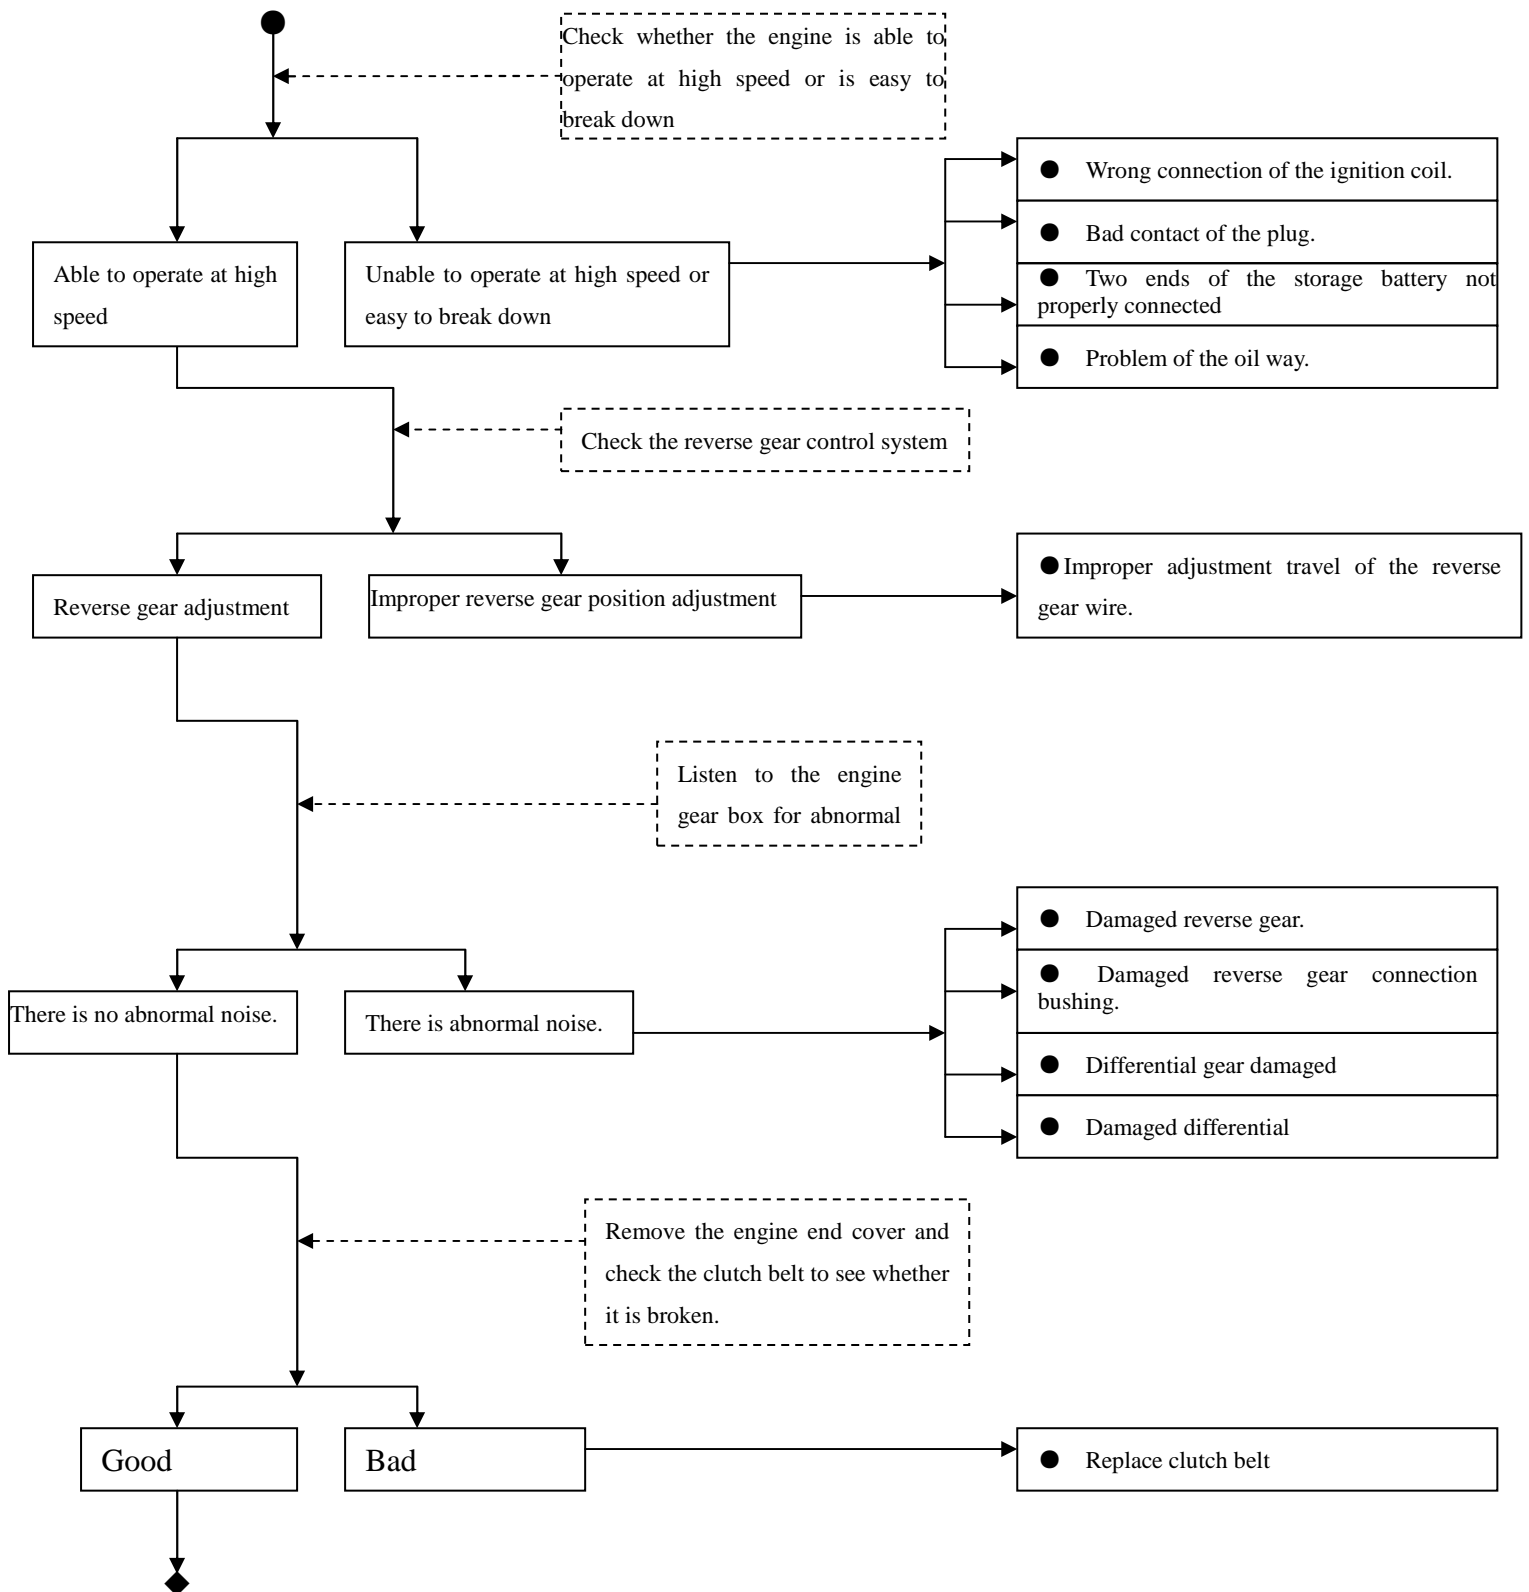 Check whether the engine is able to
operate at high speed or is easy to
break down
● Wrong connection of the ignition coil.
● Bad contact of the plug.
● Two ends of the storage battery not
properly connected
● Problem of the oil way.
Able to operate at high
speed
Unable to operate at high speed or
easy to break down
Check the reverse gear control system
Reverse gear adjustment
Improper reverse gear position adjustment
● Improper adjustment travel of the reverse
gear wire.
Listen to the engine
gear box for abnormal
● Damaged reverse gear.
● Damaged reverse gear connection
bushing.
● Differential gear damaged
● Damaged differential
There is no abnormal noise.
There is abnormal noise.
Remove the engine end cover and
check the clutch belt to see whether
it is broken.
Good
Bad
● Replace clutch belt